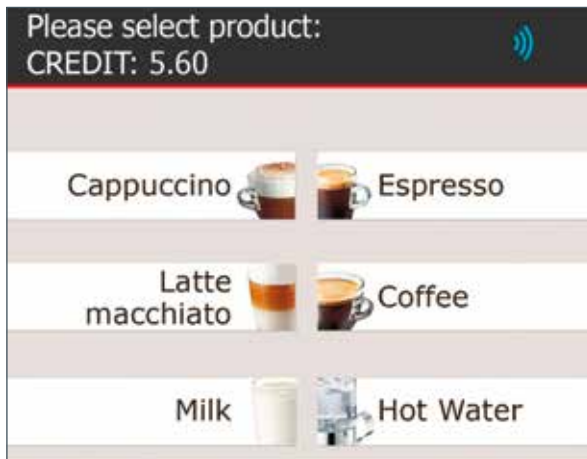 Please select product:
CREDIT: 5.60
Cappuccino
Espresso
Latte
macchiato
Coffee
Milk
Hot Water